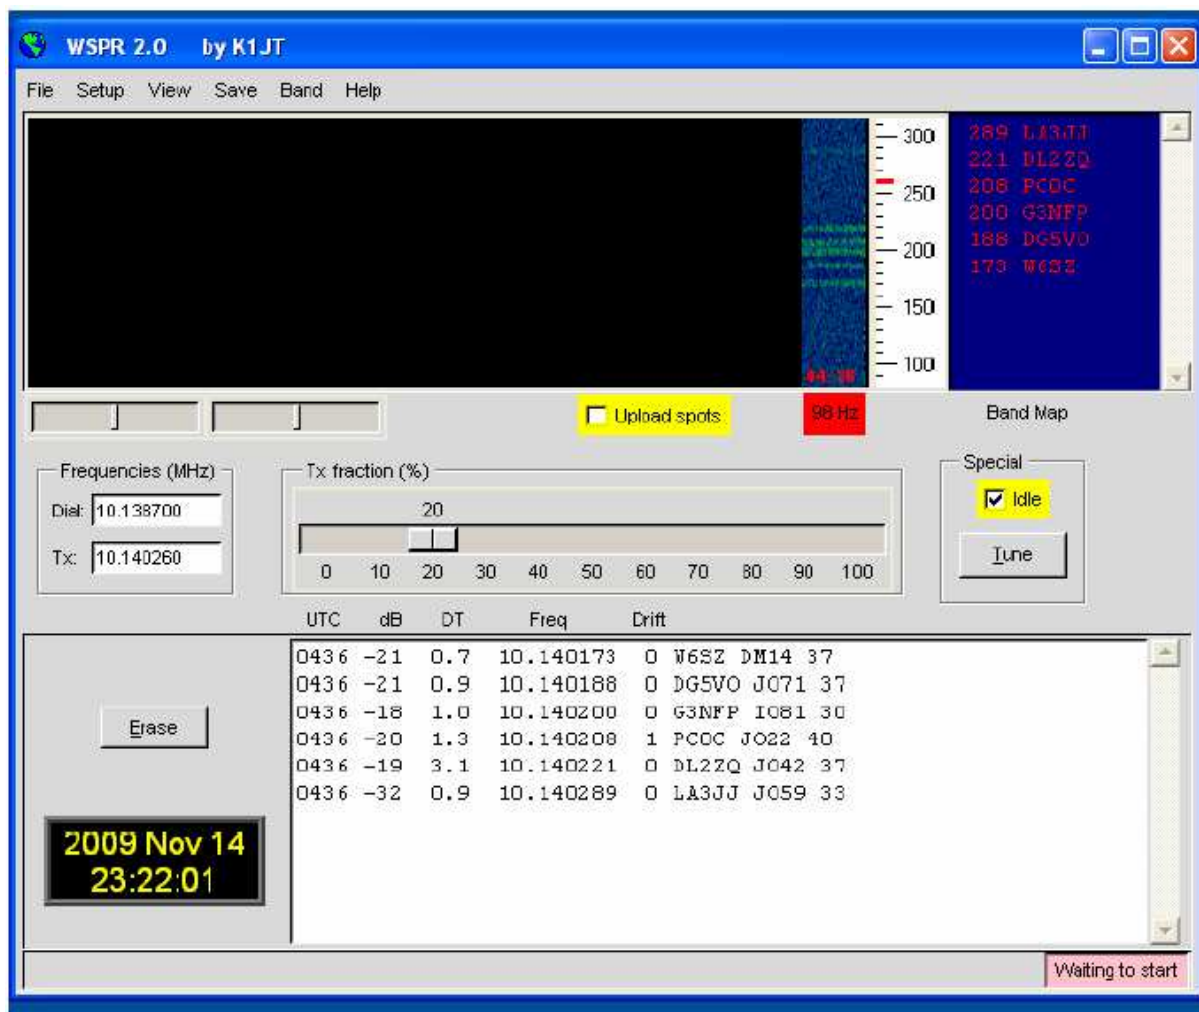 WSPR 2.0 by K1JT
File Setup View Save Band Help
300
250
200
150
100
289 LA3JJ
221 DL2ZQ
208 PC0C
200 G3NFP
188 DG5VO
173 W6SZ
Upload spots
98 Hz
Band Map
Frequencies (MHz)
Dial: 10.138700
Tx: 10.140260
Tx fraction (%)
20
0 10 20 30 40 50 60 70 80 90 100
Special
Idle
Tune
UTC dB DT Freq Drift
0436 -21 0.7 10.140173 0 W6SZ DM14 37
0436 -21 0.9 10.140188 0 DG5VO JO71 37
0436 -18 1.0 10.140200 0 G3NFP IO81 30
0436 -20 1.3 10.140208 1 PC0C JO22 40
0436 -19 3.1 10.140221 0 DL2ZQ JO42 37
0436 -32 0.9 10.140289 0 LA3JJ JO59 33
Erase
2009 Nov 14
23:22:01
Waiting to start